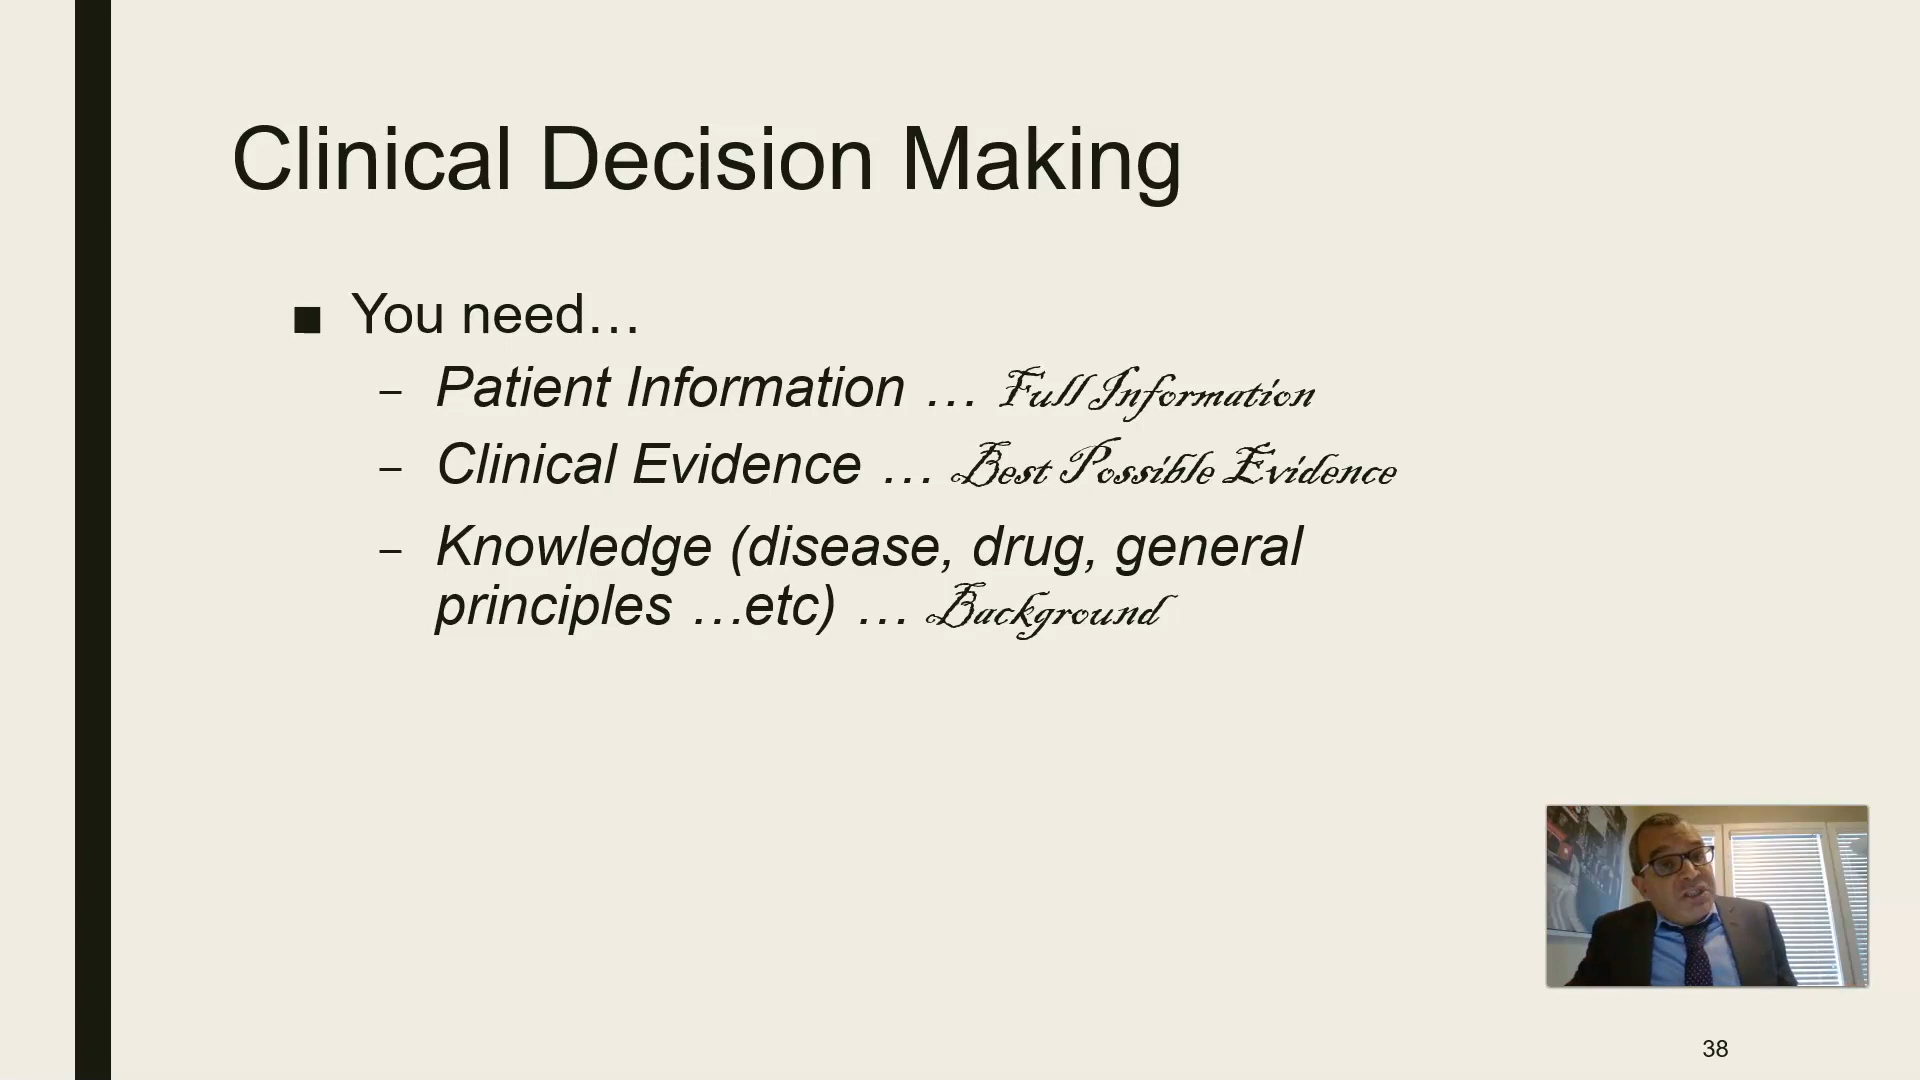 Clinical Decision Making
■ You need…
– Patient Information … Full Information
– Clinical Evidence … Best Possible Evidence
– Knowledge (disease, drug, general
principles …etc) … Background
38